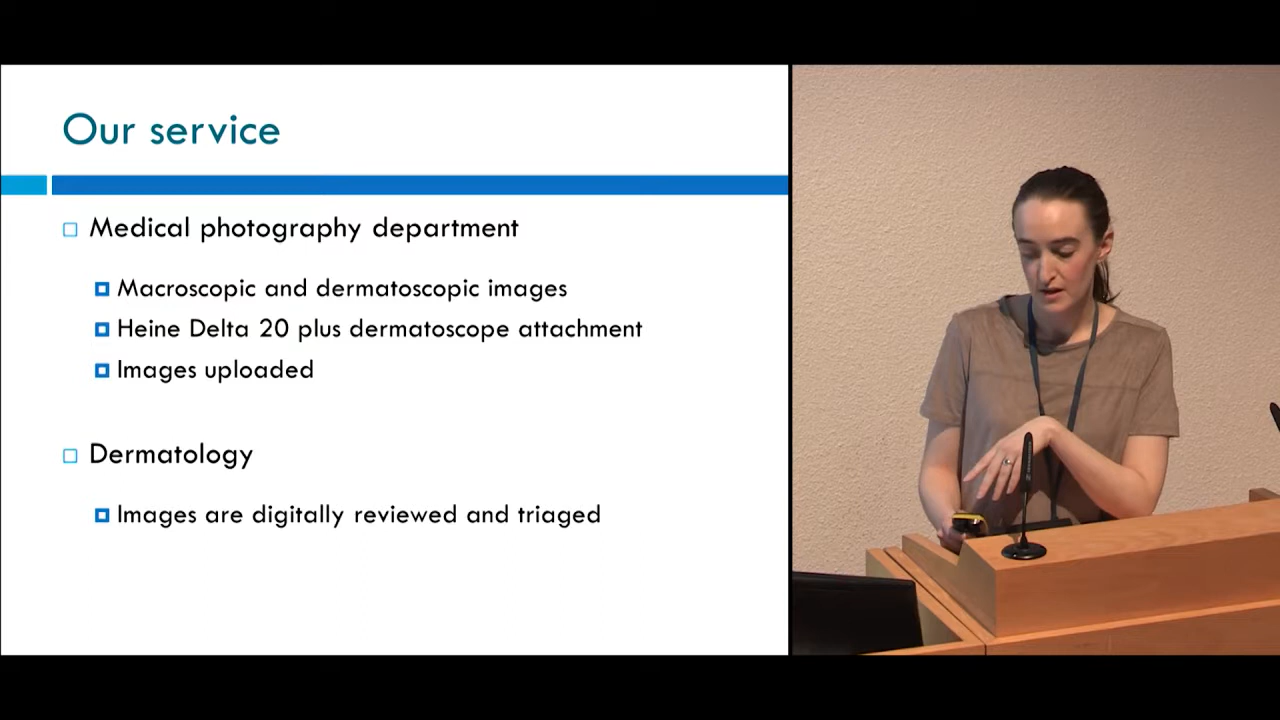 Our service
Medical photography department
Macroscopic and dermatoscopic images
Heine Delta 20 plus dermatoscope attachment
Images uploaded
Dermatology
Images are digitally reviewed and triaged